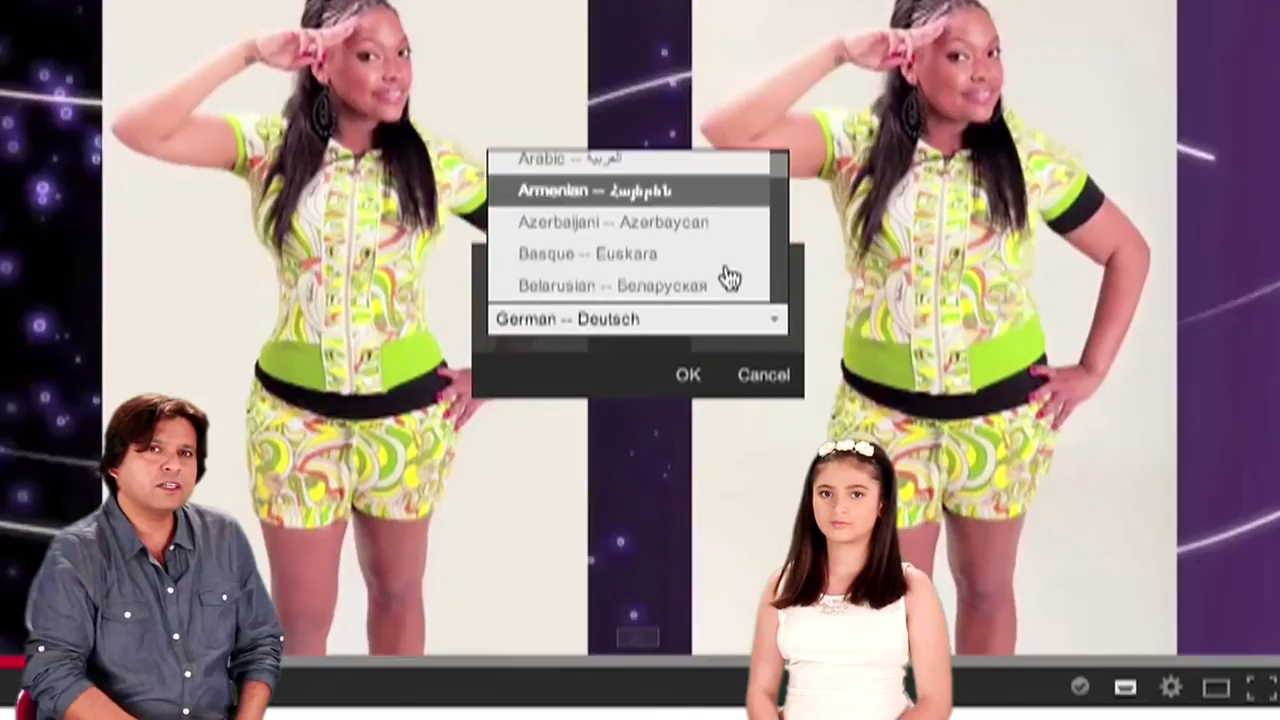 Arabic -- العربية
Armenian -- Հայերեն
Azerbaijani -- Azərbaycan
Basque -- Euskara
Belarusian -- Беларуская
German -- Deutsch
OK
Cancel